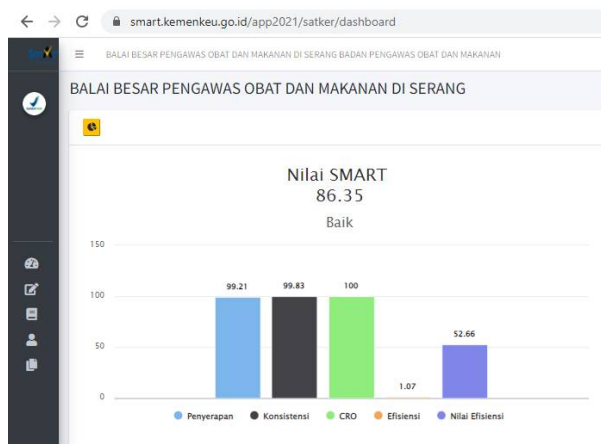 smart.kemenkeu.go.id/app2021/satker/dashboard
BALAI BESAR PENGAWAS OBAT DAN MAKANAN DI SERANG BADAN PENGAWAS OBAT DAN MAKANAN
BALAI BESAR PENGAWAS OBAT DAN MAKANAN DI SERANG
Nilai SMART
86.35
Baik
150
100
50
0
99.21
99.83
100
1.07
52.66
Penyerapan
Konsistensi
CRO
Efisiensi
Nilai Efisiensi